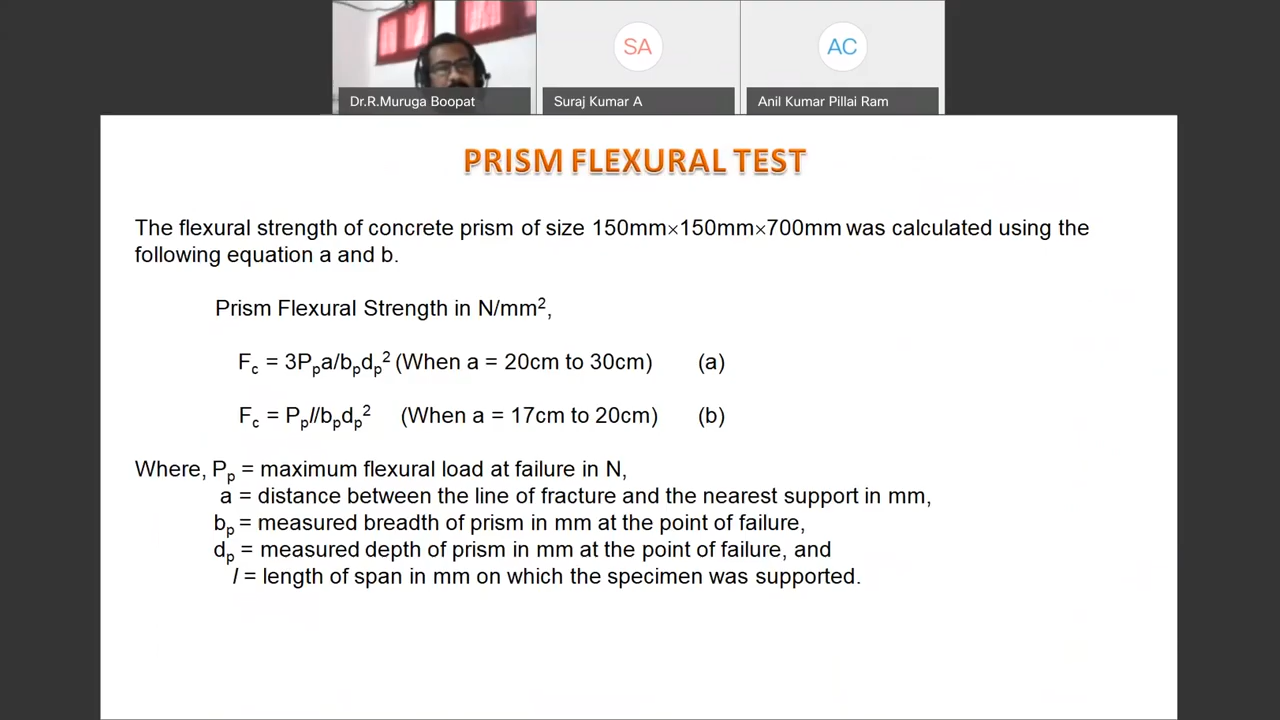 SA
AC
Dr.R.Muruga Boopat
Suraj Kumar A
Anil Kumar Pillai Ram
PRISM FLEXURAL TEST
The flexural strength of concrete prism of size 150mm×150mm×700mm was calculated using the
following equation a and b.
Prism Flexural Strength in N/mm²,
Fc = 3Ppa/bpdp² (When a = 20cm to 30cm) (a)
Fc = Ppl/bpdp² (When a = 17cm to 20cm) (b)
Where, Pp = maximum flexural load at failure in N,
a = distance between the line of fracture and the nearest support in mm,
bp = measured breadth of prism in mm at the point of failure,
dp = measured depth of prism in mm at the point of failure, and
l = length of span in mm on which the specimen was supported.